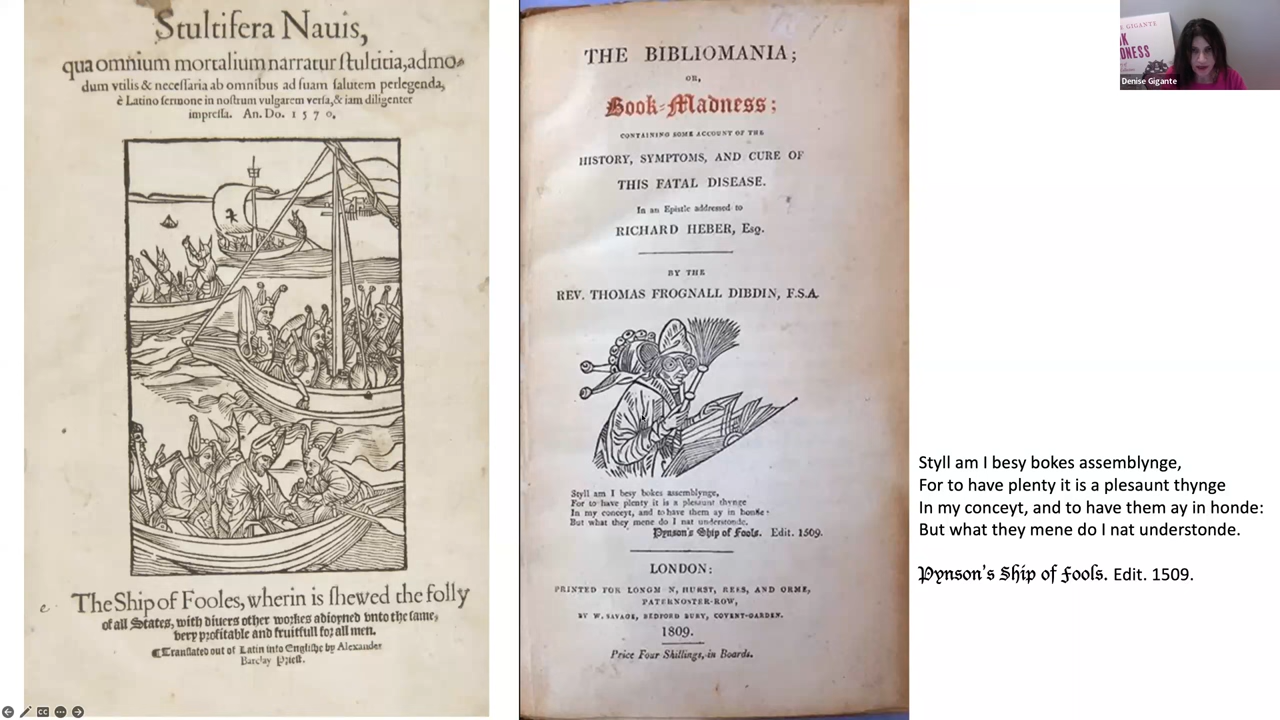 Stultifera Nauis,
qua omnium mortalium narratur ſtultitia, admo-
dum vtilis & neceſſaria ab omnibus ad ſuam ſalutem perlegenda,
è Latino ſermone in noſtrum vulgarem verſa, & iam diligenter
impreſſa. An. Do. 1570.
The Ship of Fooles, wherin is ſhewed the folly
of all States, with diuers other workes adioyned vnto the ſame,
very profitable and fruitfull for all men.
Tranſlated out of Latin into Engliſhe by Alexander
Barclay Prieſt.
THE BIBLIOMANIA;
OR,
Book-Madness;
CONTAINING SOME ACCOUNT OF THE
HISTORY, SYMPTOMS, AND CURE OF
THIS FATAL DISEASE.
In an Epistle addressed to
RICHARD HEBER, Esq.
BY THE
REV. THOMAS FROGNALL DIBDIN, F.S.A.
Styll am I besy bokes assemblynge,
For to have plenty it is a plesaunt thynge
In my conceyt, and to have them ay in honde:
But what they mene do I nat understonde.
Pynson's Ship of Fools. Edit. 1509.
LONDON:
PRINTED FOR LONGM N, HURST, REES, AND ORME,
PATERNOSTER-ROW,
BY W. SAVAGE, BEDFORD BURY, COVENT-GARDEN.
1809.
Price Four Shillings, in Boards.
Styll am I besy bokes assemblynge,
For to have plenty it is a plesaunt thynge
In my conceyt, and to have them ay in honde:
But what they mene do I nat understonde.
Pynson's Ship of Fools. Edit. 1509.
E GIGANTE
OK
DNESS
Denise Gigante
CC